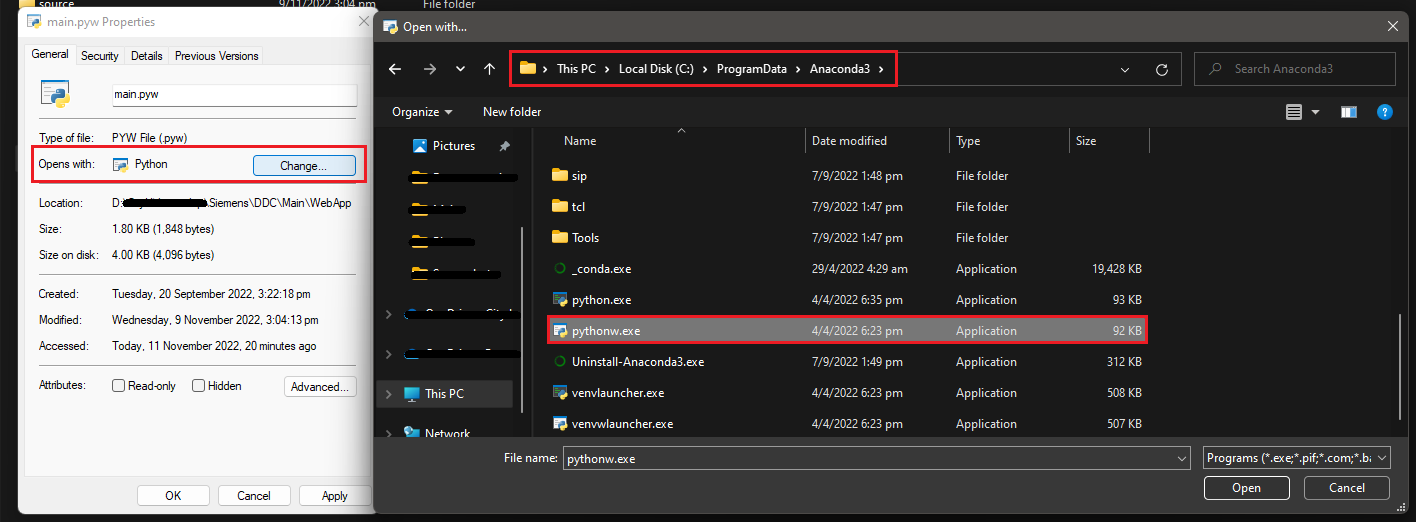 source 9/11/2022 3:04 pm File folder
main.pyw Properties
General Security Details Previous Versions
main.pyw
Type of file: PYW File (.pyw)
Opens with: Python Change...
Location: D:\ \Siemens\DDC\Main\WebApp
Size: 1.80 KB (1,848 bytes)
Size on disk: 4.00 KB (4,096 bytes)
Created: Tuesday, 20 September 2022, 3:22:18 pm
Modified: Wednesday, 9 November 2022, 3:04:13 pm
Accessed: Today, 11 November 2022, 20 minutes ago
Attributes: Read-only Hidden Advanced...
OK Cancel Apply
Open with...
This PC Local Disk (C:) ProgramData Anaconda3
Search Anaconda3
Organize New folder
Pictures
This PC
Network
Name Date modified Type Size
sip 7/9/2022 1:48 pm File folder
tcl 7/9/2022 1:47 pm File folder
Tools 7/9/2022 1:47 pm File folder
_conda.exe 29/4/2022 4:29 am Application 19,428 KB
python.exe 4/4/2022 6:35 pm Application 93 KB
pythonw.exe 4/4/2022 6:23 pm Application 92 KB
Uninstall-Anaconda3.exe 7/9/2022 1:49 pm Application 312 KB
venvlauncher.exe 4/4/2022 6:23 pm Application 508 KB
venvwlauncher.exe 4/4/2022 6:23 pm Application 507 KB
File name: pythonw.exe Programs (*.exe;*.pif;*.com;*.ba
Open Cancel